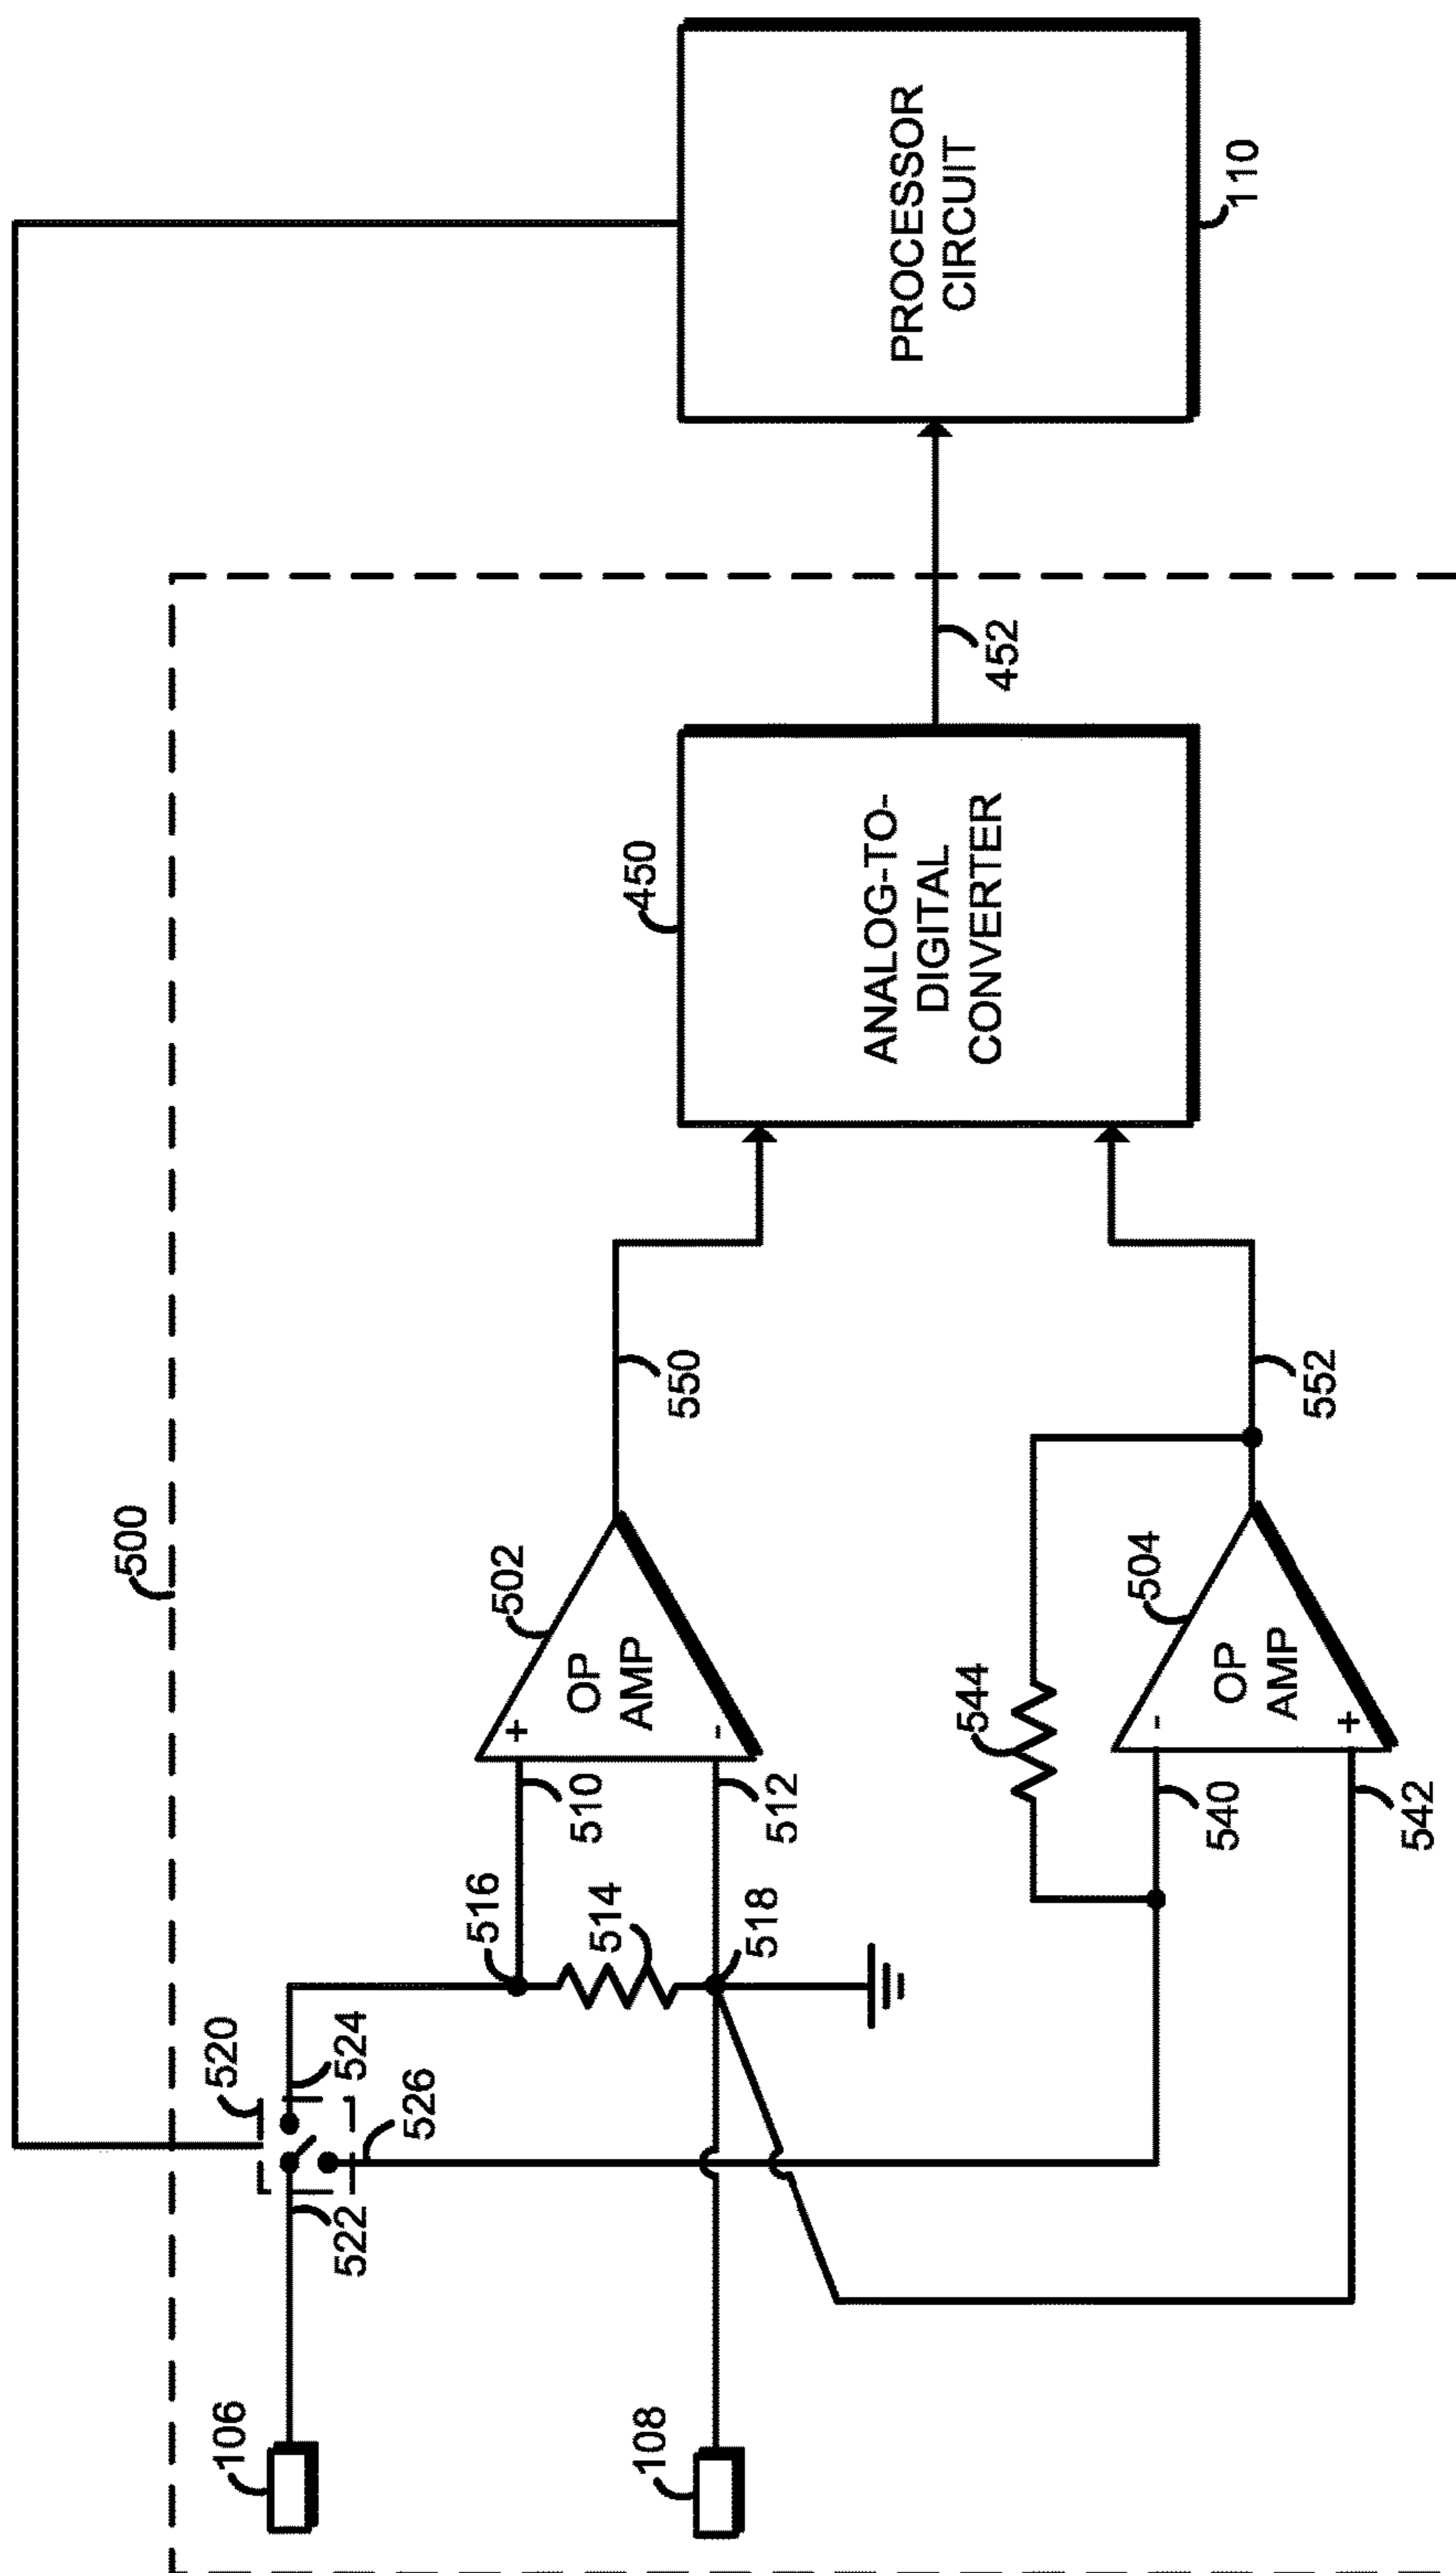 500
106
522
520
524
526
516
514
518
108
510
512
502
+
OP
AMP
-
550
540
542
544
504
-
OP
AMP
+
552
450
ANALOG-TO-
DIGITAL
CONVERTER
452
PROCESSOR
CIRCUIT
110